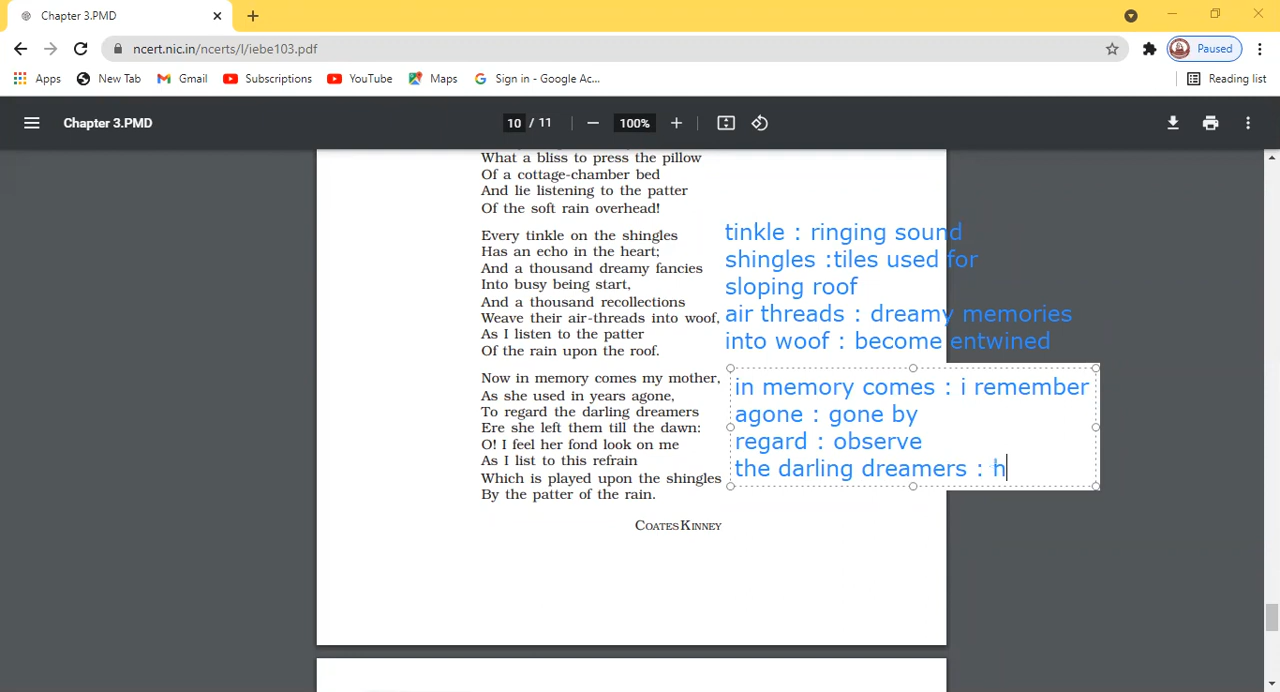 Chapter 3.PMD
ncert.nic.in/ncerts/l/iebe103.pdf
Paused
Apps
New Tab
Gmail
Subscriptions
YouTube
Maps
Sign in - Google Ac...
Reading list
Chapter 3.PMD
10 / 11
100%
What a bliss to press the pillow
Of a cottage-chamber bed
And lie listening to the patter
Of the soft rain overhead!
Every tinkle on the shingles
Has an echo in the heart;
And a thousand dreamy fancies
Into busy being start,
And a thousand recollections
Weave their air-threads into woof,
As I listen to the patter
Of the rain upon the roof.
Now in memory comes my mother,
As she used in years agone,
To regard the darling dreamers
Ere she left them till the dawn:
O! I feel her fond look on me
As I list to this refrain
Which is played upon the shingles
By the patter of the rain.
COATES KINNEY
tinkle : ringing sound
shingles :tiles used for
sloping roof
air threads : dreamy memories
into woof : become entwined
in memory comes : i remember
agone : gone by
regard : observe
the darling dreamers : h